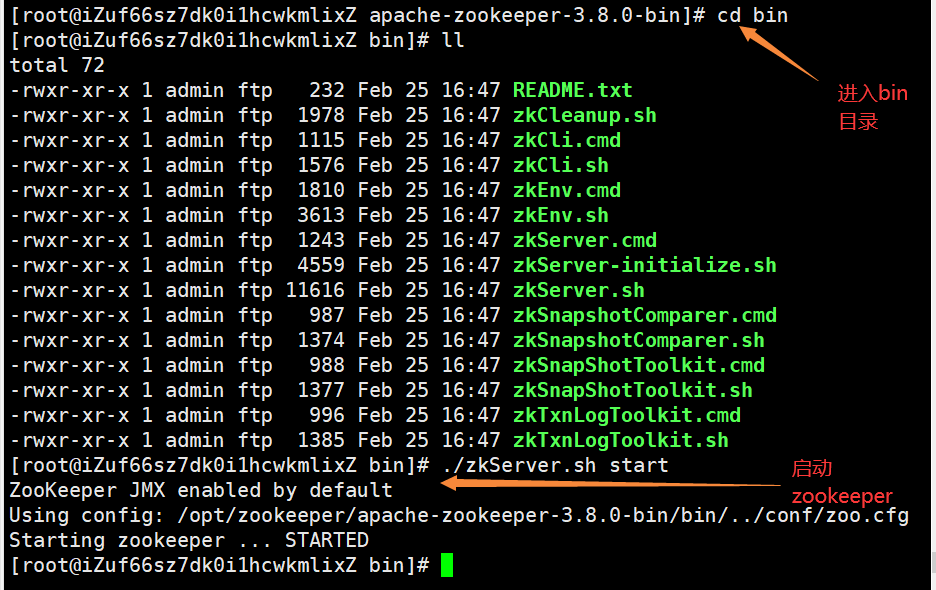 [root@iZuf66sz7dk0i1hcwkmlixZ apache-zookeeper-3.8.0-bin]# cd bin
[root@iZuf66sz7dk0i1hcwkmlixZ bin]# ll
total 72
-rwxr-xr-x 1 admin ftp   232 Feb 25 16:47 README.txt
进入bin
目录
-rwxr-xr-x 1 admin ftp  1978 Feb 25 16:47 zkCleanup.sh
-rwxr-xr-x 1 admin ftp  1115 Feb 25 16:47 zkCli.cmd
-rwxr-xr-x 1 admin ftp  1576 Feb 25 16:47 zkCli.sh
-rwxr-xr-x 1 admin ftp  1810 Feb 25 16:47 zkEnv.cmd
-rwxr-xr-x 1 admin ftp  3613 Feb 25 16:47 zkEnv.sh
-rwxr-xr-x 1 admin ftp  1243 Feb 25 16:47 zkServer.cmd
-rwxr-xr-x 1 admin ftp  4559 Feb 25 16:47 zkServer-initialize.sh
-rwxr-xr-x 1 admin ftp 11616 Feb 25 16:47 zkServer.sh
-rwxr-xr-x 1 admin ftp   987 Feb 25 16:47 zkSnapshotComparer.cmd
-rwxr-xr-x 1 admin ftp  1374 Feb 25 16:47 zkSnapshotComparer.sh
-rwxr-xr-x 1 admin ftp   988 Feb 25 16:47 zkSnapShotToolkit.cmd
-rwxr-xr-x 1 admin ftp  1377 Feb 25 16:47 zkSnapShotToolkit.sh
-rwxr-xr-x 1 admin ftp   996 Feb 25 16:47 zkTxnLogToolkit.cmd
-rwxr-xr-x 1 admin ftp  1385 Feb 25 16:47 zkTxnLogToolkit.sh
[root@iZuf66sz7dk0i1hcwkmlixZ bin]# ./zkServer.sh start
启动
zookeeper
ZooKeeper JMX enabled by default
Using config: /opt/zookeeper/apache-zookeeper-3.8.0-bin/bin/../conf/zoo.cfg
Starting zookeeper ... STARTED
[root@iZuf66sz7dk0i1hcwkmlixZ bin]#